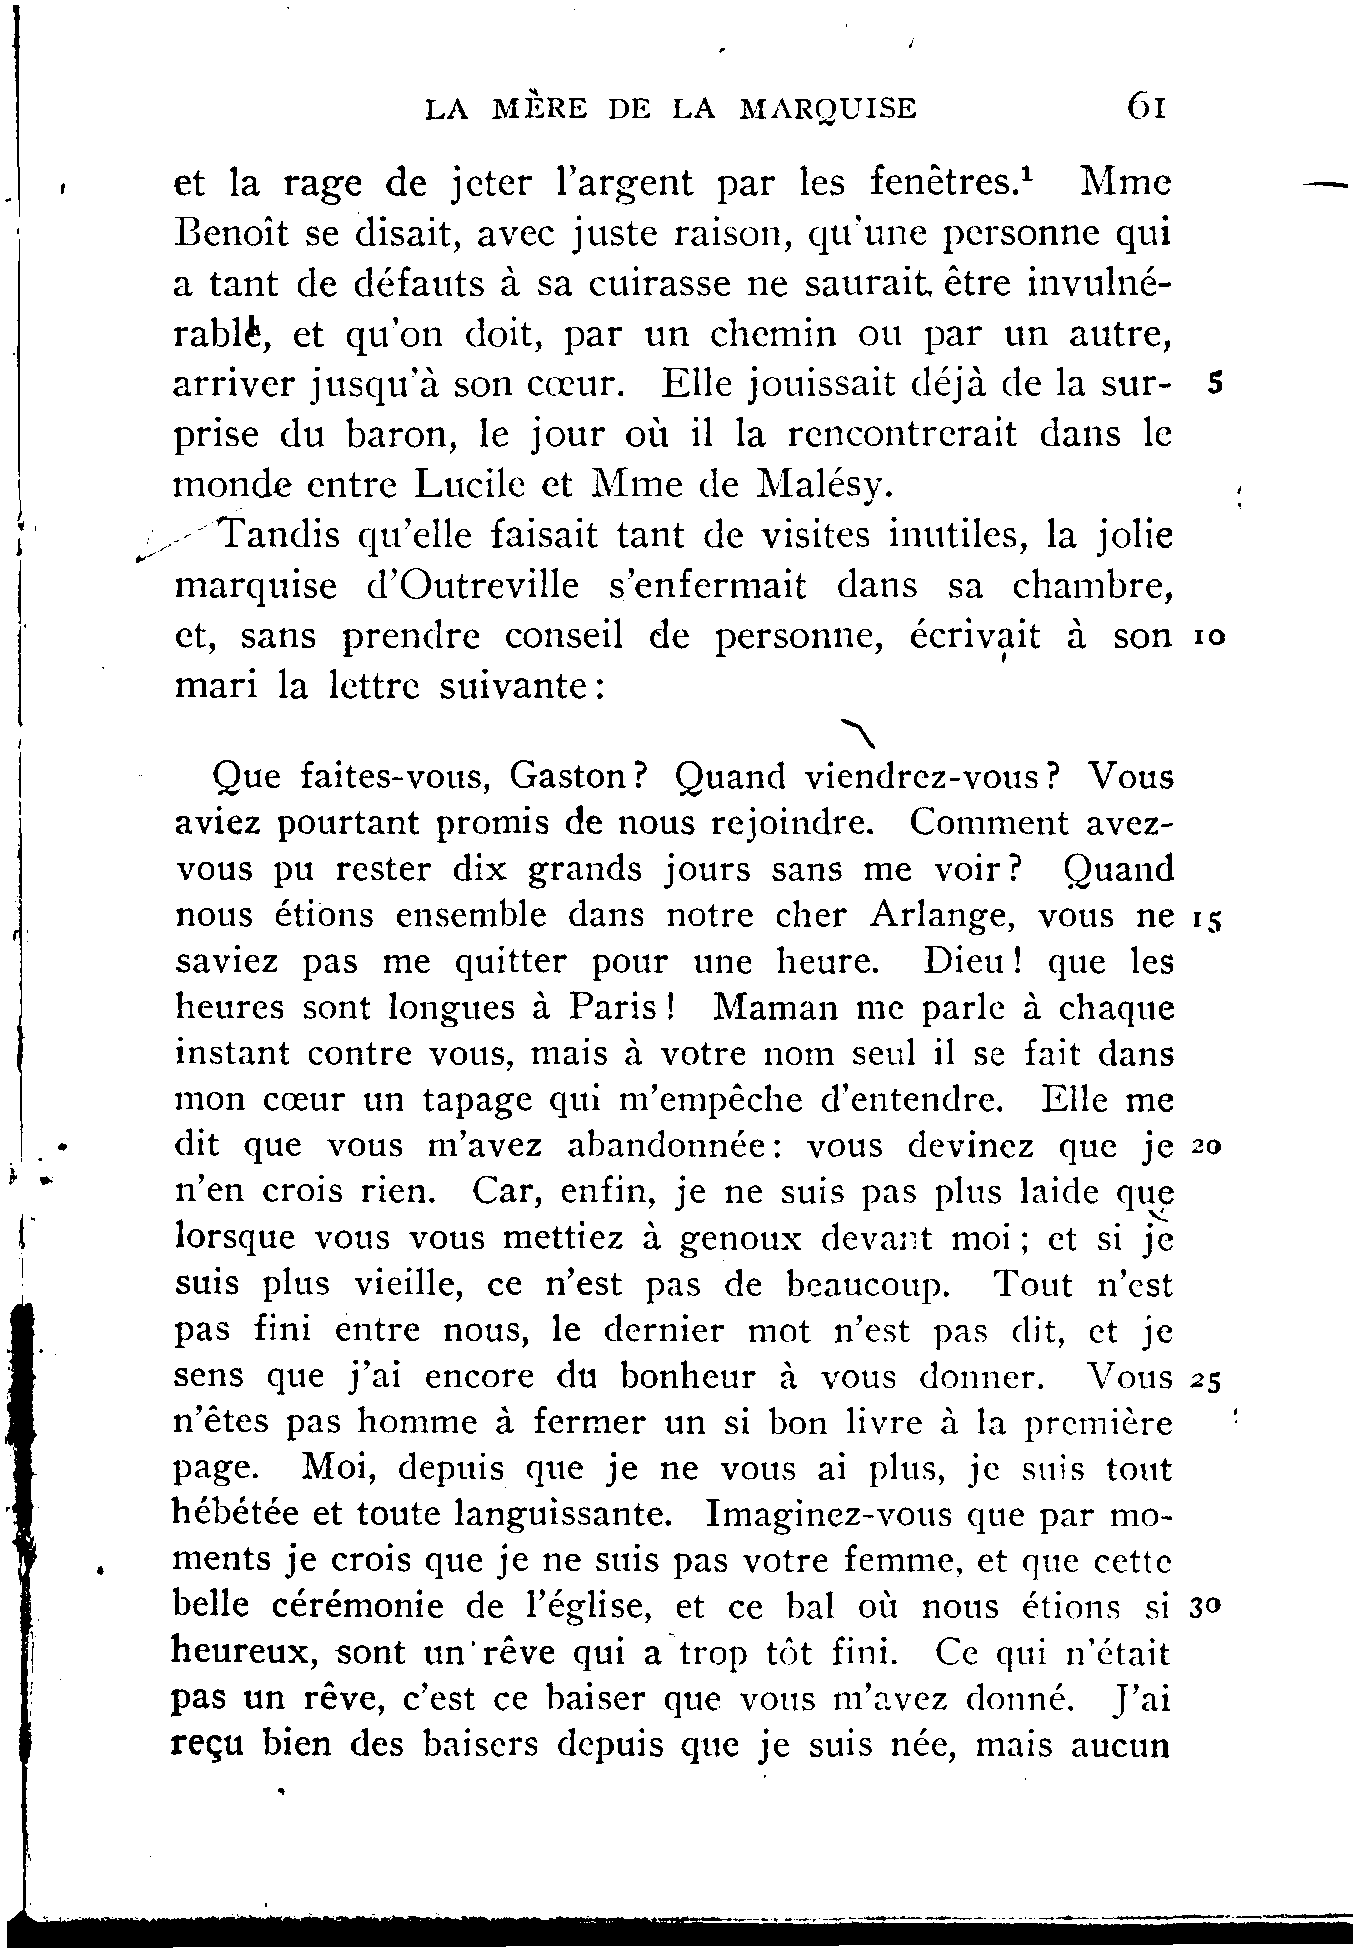 LA MÈRE DE LA MARQUISE 61
et la rage de jeter l'argent par les fenêtres.¹ Mme
Benoît se disait, avec juste raison, qu'une personne qui
a tant de défauts à sa cuirasse ne saurait être invulné-
rable, et qu'on doit, par un chemin ou par un autre,
arriver jusqu'à son cœur. Elle jouissait déjà de la sur- 5
prise du baron, le jour où il la rencontrerait dans le
monde entre Lucile et Mme de Malésy.
Tandis qu'elle faisait tant de visites inutiles, la jolie
marquise d'Outreville s'enfermait dans sa chambre,
et, sans prendre conseil de personne, écrivait à son 10
mari la lettre suivante:
Que faites-vous, Gaston? Quand viendrez-vous? Vous
aviez pourtant promis de nous rejoindre. Comment avez-
vous pu rester dix grands jours sans me voir? Quand
nous étions ensemble dans notre cher Arlange, vous ne 15
saviez pas me quitter pour une heure. Dieu! que les
heures sont longues à Paris! Maman me parle à chaque
instant contre vous, mais à votre nom seul il se fait dans
mon cœur un tapage qui m'empêche d'entendre. Elle me
dit que vous m'avez abandonnée: vous devinez que je 20
n'en crois rien. Car, enfin, je ne suis pas plus laide que
lorsque vous vous mettiez à genoux devant moi; et si je
suis plus vieille, ce n'est pas de beaucoup. Tout n'est
pas fini entre nous, le dernier mot n'est pas dit, et je
sens que j'ai encore du bonheur à vous donner. Vous 25
n'êtes pas homme à fermer un si bon livre à la première
page. Moi, depuis que je ne vous ai plus, je suis tout
hébétée et toute languissante. Imaginez-vous que par mo-
ments je crois que je ne suis pas votre femme, et que cette
belle cérémonie de l'église, et ce bal où nous étions si 30
heureux, sont un rêve qui a trop tôt fini. Ce qui n'était
pas un rêve, c'est ce baiser que vous m'avez donné. J'ai
reçu bien des baisers depuis que je suis née, mais aucun